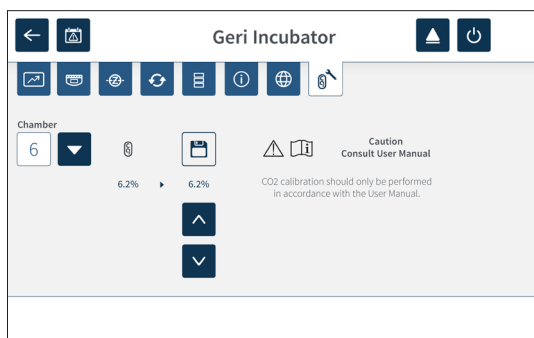 Geri Incubator
Chamber
6
6.2%
6.2%
Caution
Consult User Manual
CO2 calibration should only be performed
in accordance with the User Manual.